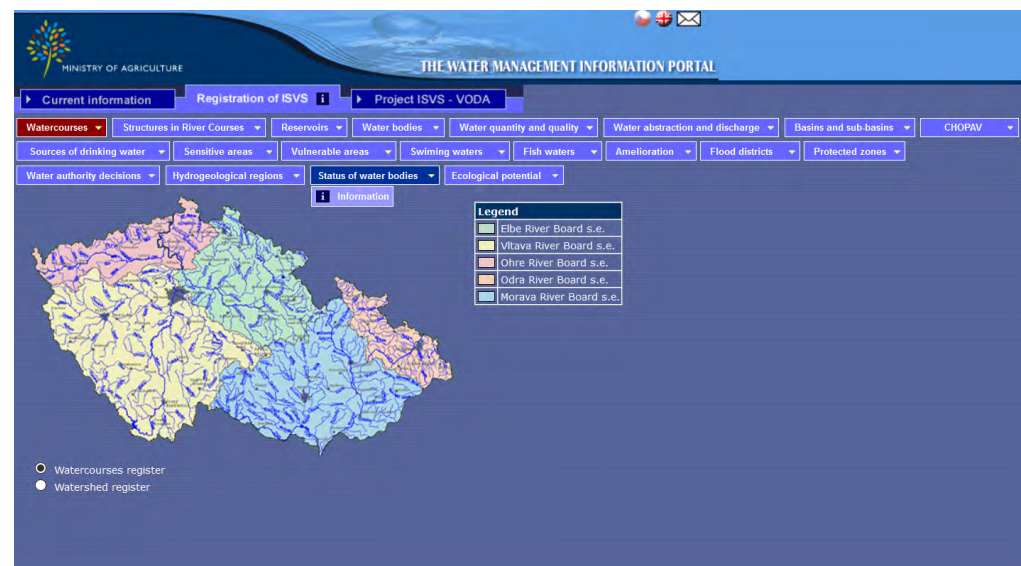 MINISTRY OF AGRICULTURE
THE WATER MANAGEMENT INFORMATION PORTAL
Current information Registration of ISVS i Project ISVS - VODA
Watercourses Structures in River Courses Reservoirs Water bodies Water quantity and quality Water abstraction and discharge Basins and sub-basins CHOPAV
Sources of drinking water Sensitive areas Vulnerable areas Swiming waters Fish waters Amelioration Flood districts Protected zones
Water authority decisions Hydrogeological regions Status of water bodies Ecological potential
i Information
Legend
Elbe River Board s.e.
Vltava River Board s.e.
Ohre River Board s.e.
Odra River Board s.e.
Morava River Board s.e.
Watercourses register
Watershed register